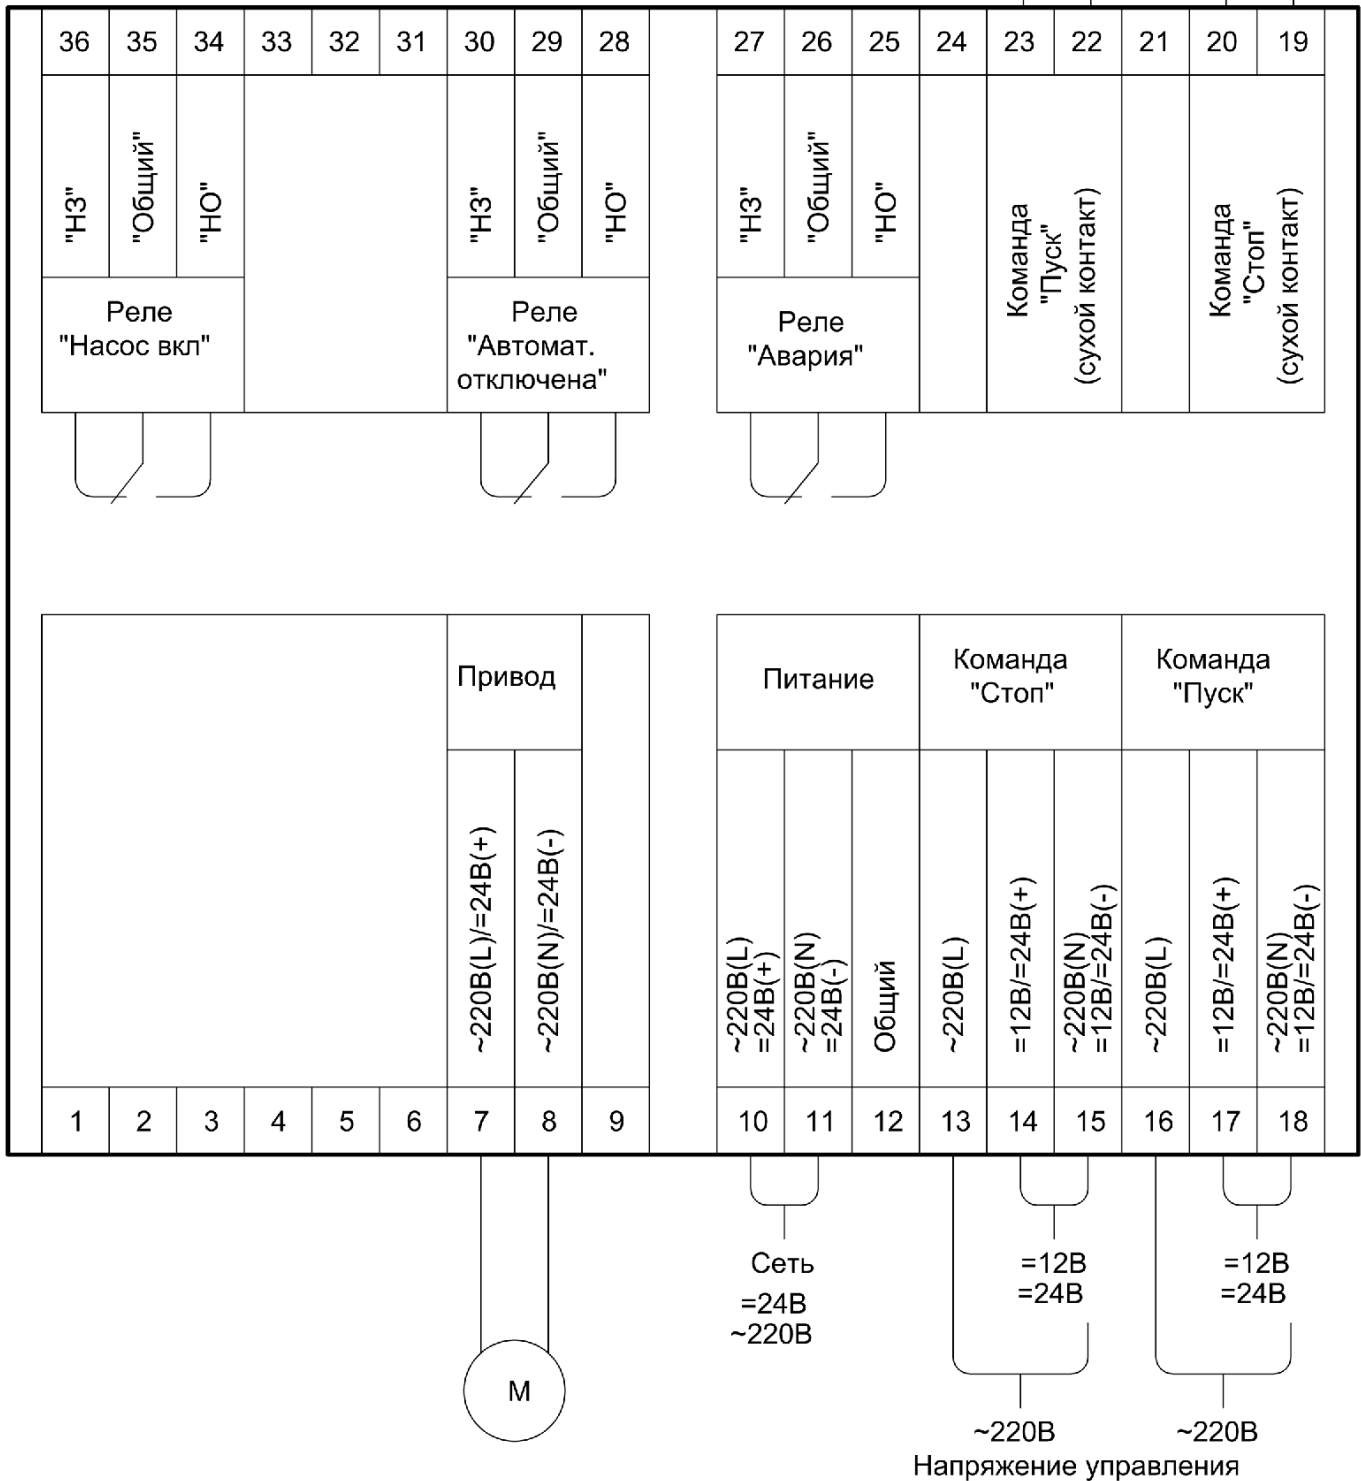 36 35 34 33 32 31 30 29 28 27 26 25 24 23 22 21 20 19
"НЗ"
"Общий"
"НО"
"НЗ"
"Общий"
"НО"
"НЗ"
"Общий"
"НО"
Команда
"Пуск"
(сухой контакт)
Команда
"Стоп"
(сухой контакт)
Реле
"Насос вкл"
Реле
"Автомат.
отключена"
Реле
"Авария"
Привод
Питание
Команда
"Стоп"
Команда
"Пуск"
~220В(L)/=24В(+)
~220В(N)/=24В(-)
~220В(L)
=24В(+)
~220В(N)
=24В(-)
Общий
~220В(L)
=12В/=24В(+)
~220В(N)
=12В/=24В(-)
~220В(L)
=12В/=24В(+)
~220В(N)
=12В/=24В(-)
1 2 3 4 5 6 7 8 9 10 11 12 13 14 15 16 17 18
Сеть
=24В
~220В
=12В
=24В
=12В
=24В
М
~220В
~220В
Напряжение управления